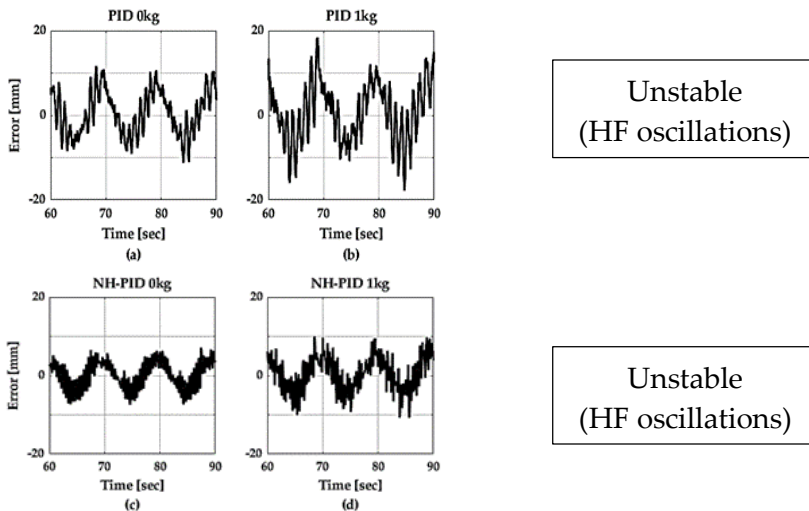 PID 0kg
20
0
-20
Error [mm]
60 70 80 90
Time [sec]
(a)
PID 1kg
20
0
-20
60 70 80 90
Time [sec]
(b)
Unstable
(HF oscillations)
NH-PID 0kg
20
0
-20
Error [mm]
60 70 80 90
Time [sec]
(c)
NH-PID 1kg
20
0
-20
60 70 80 90
Time [sec]
(d)
Unstable
(HF oscillations)